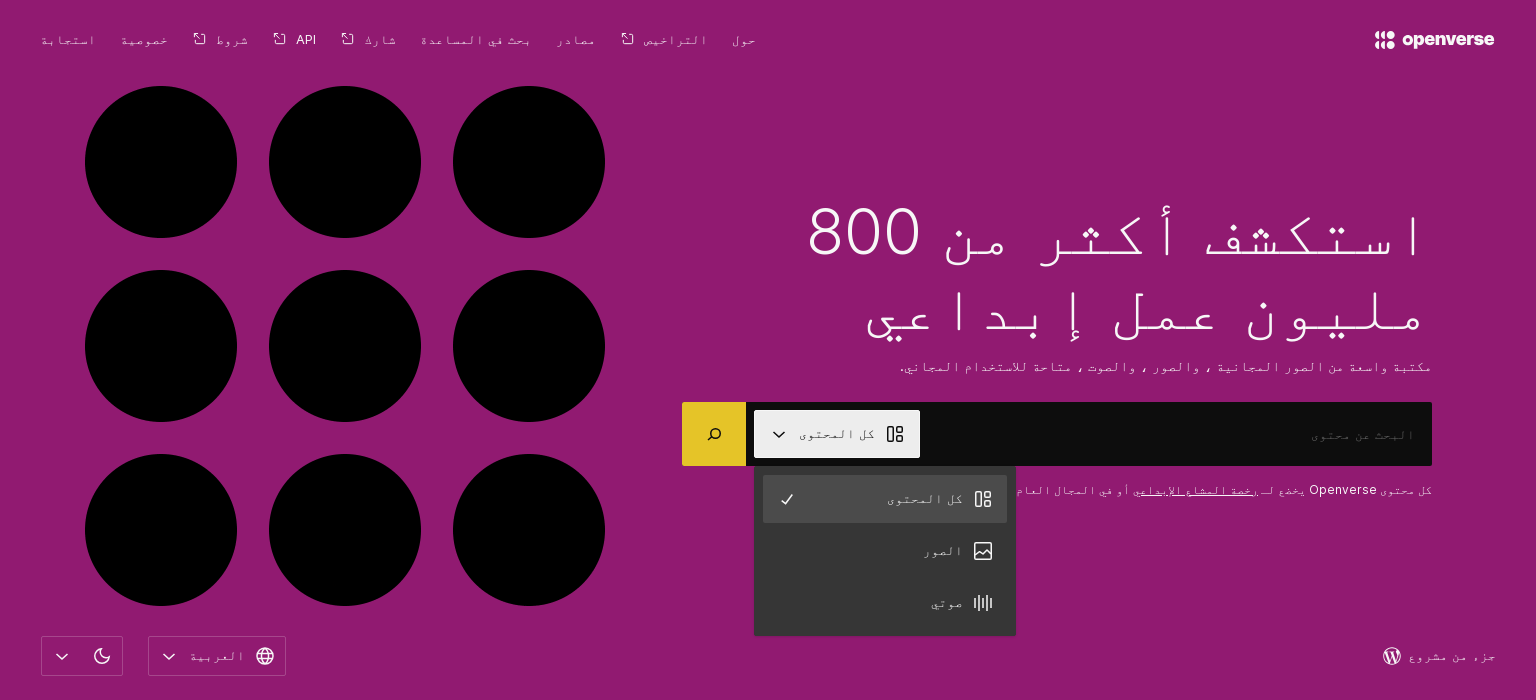 openverse
حول
التراخيص
مصادر
بحث في المساعدة
شارك
API
شروط
خصوصية
استجابة
استكشف أكثر من 800
مليون عمل إبداعي
مكتبة واسعة من الصور المجانية ، والصور ، والصوت ، متاحة للاستخدام المجاني.
البحث عن محتوى
كل المحتوى
كل محتوى Openverse يخضع لـ رخصة المشاع الإبداعي أو في المجال العام
كل المحتوى
الصور
صوتي
جزء من مشروع
العربية